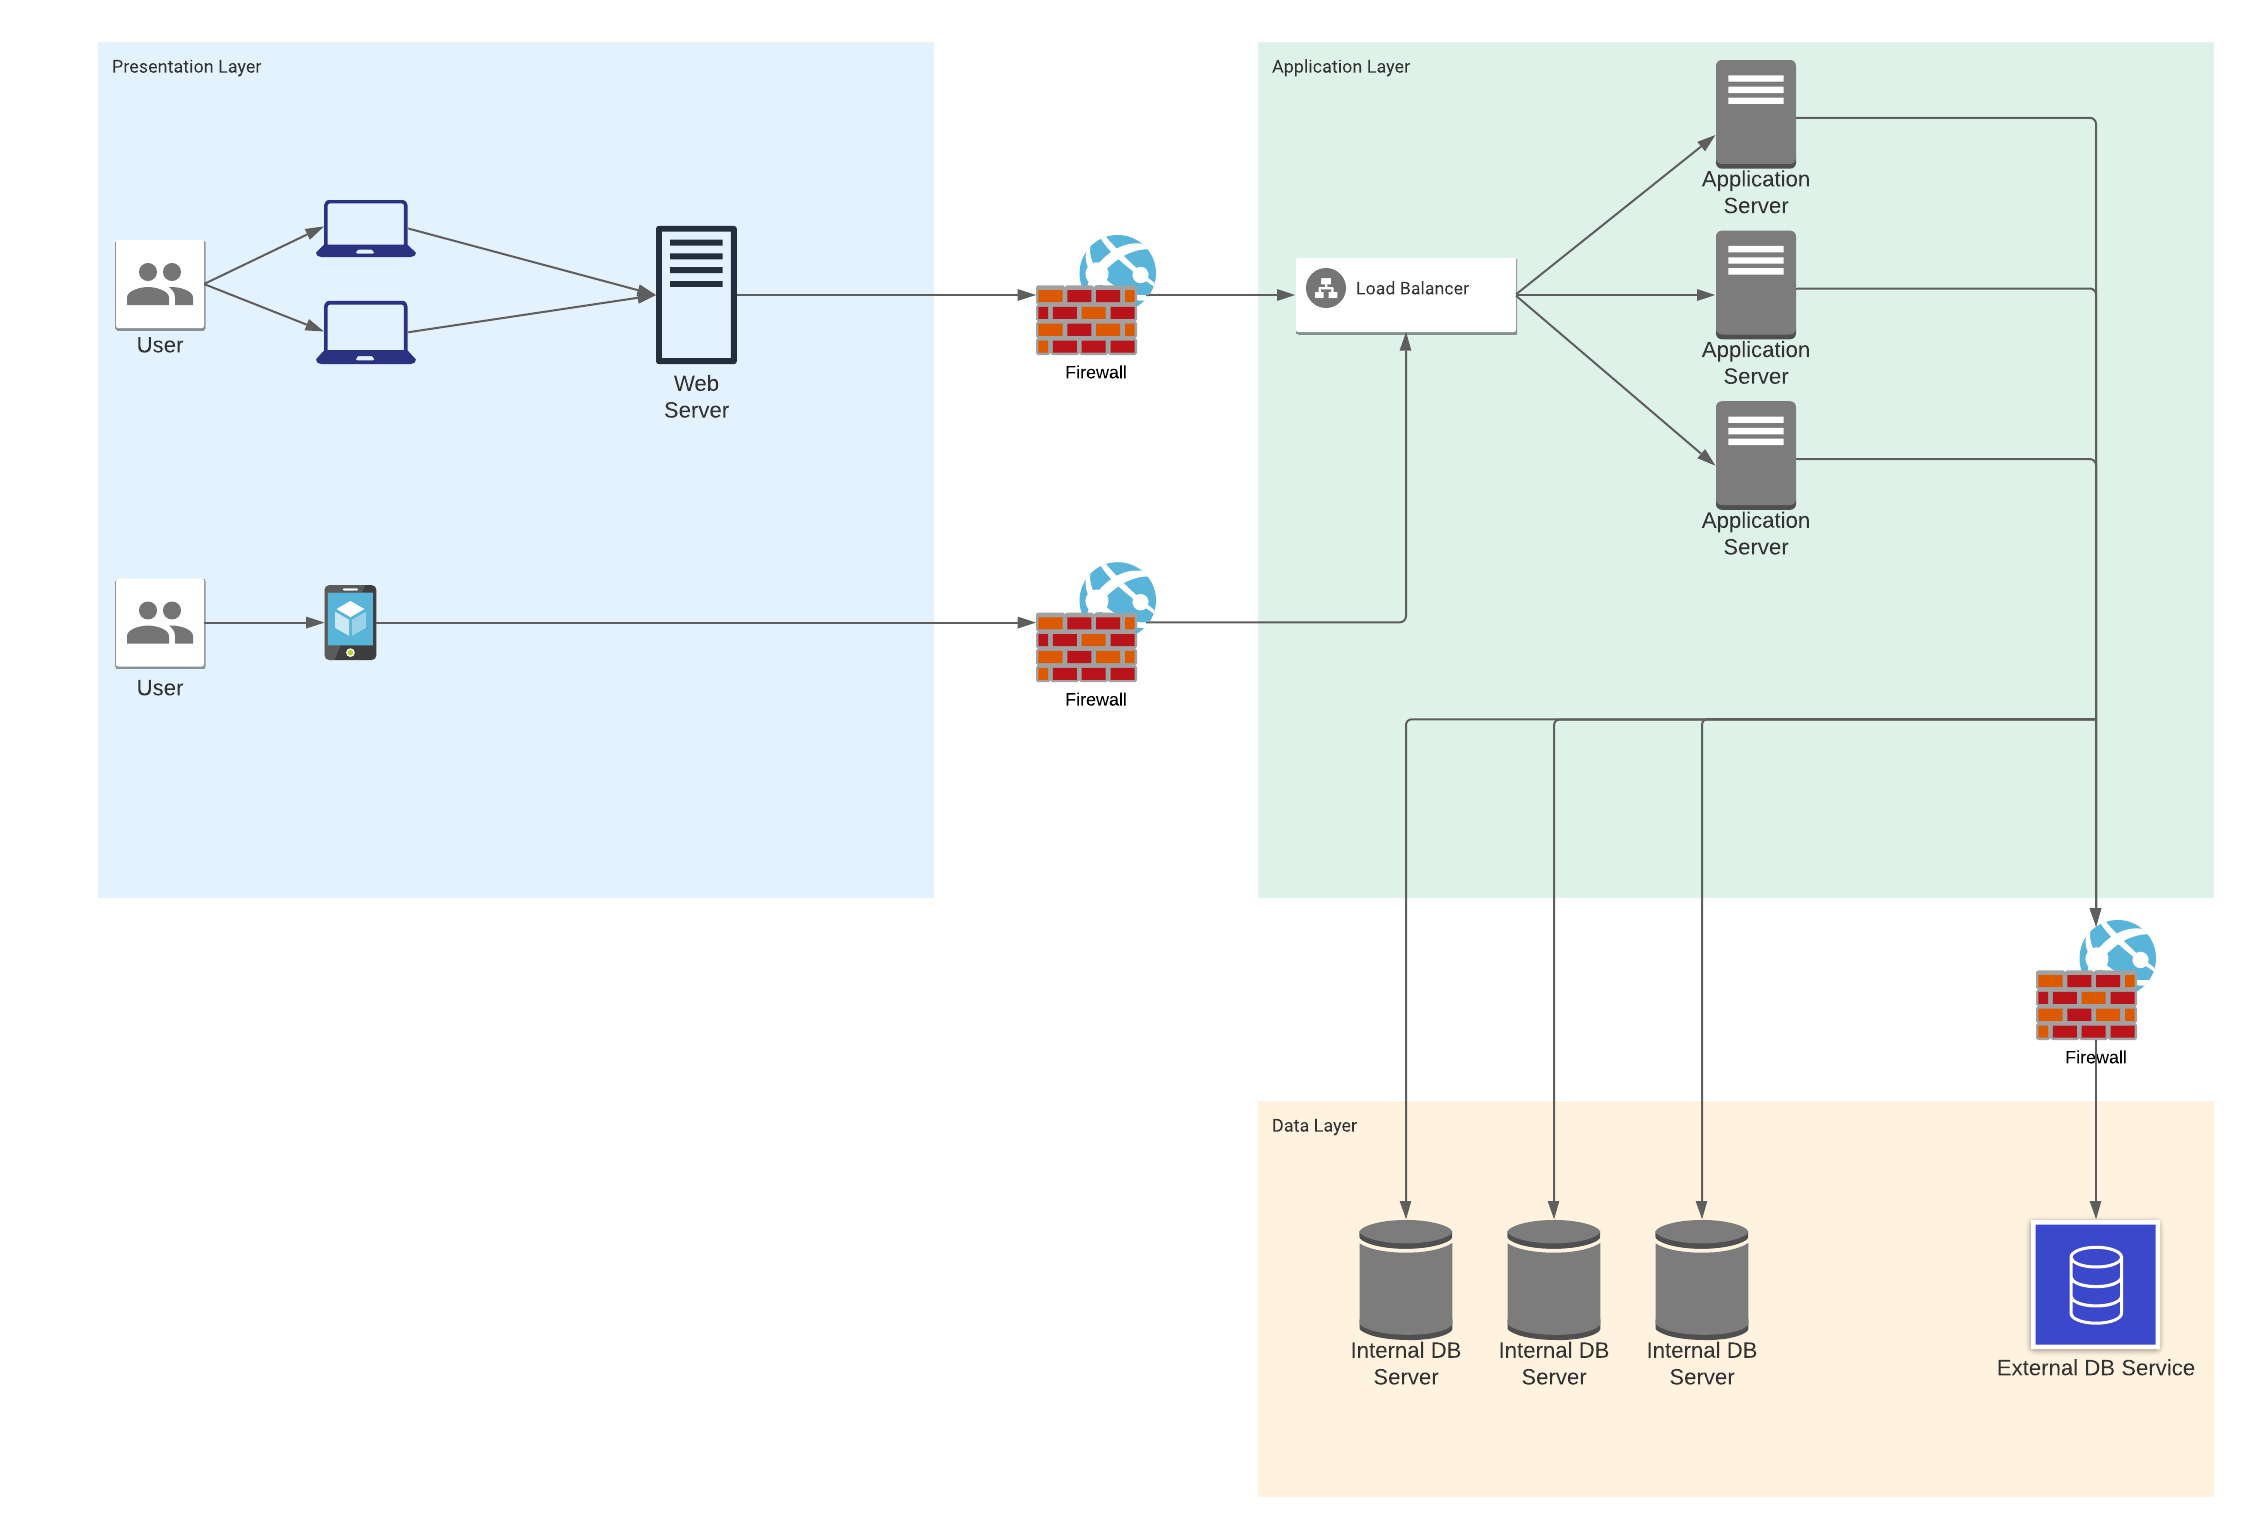 Presentation Layer
User
Web
Server
User
Firewall
Firewall
Application Layer
Load Balancer
Application
Server
Application
Server
Application
Server
Firewall
Data Layer
Internal DB
Server
Internal DB
Server
Internal DB
Server
External DB Service